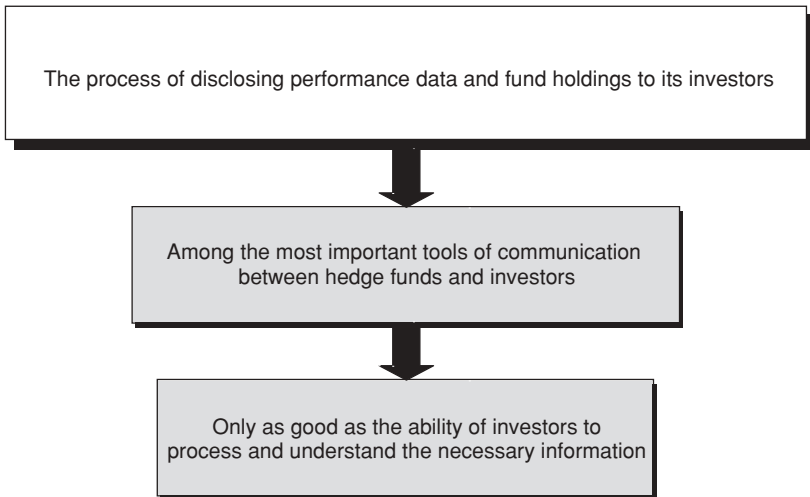 The process of disclosing performance data and fund holdings to its investors
Among the most important tools of communication
between hedge funds and investors
Only as good as the ability of investors to
process and understand the necessary information